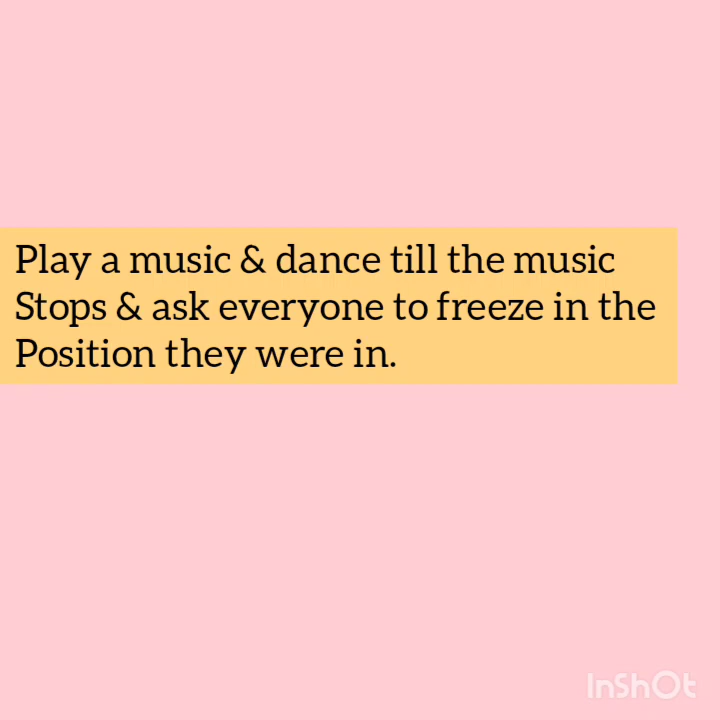 Play a music & dance till the music
Stops & ask everyone to freeze in the
Position they were in.
InShOt